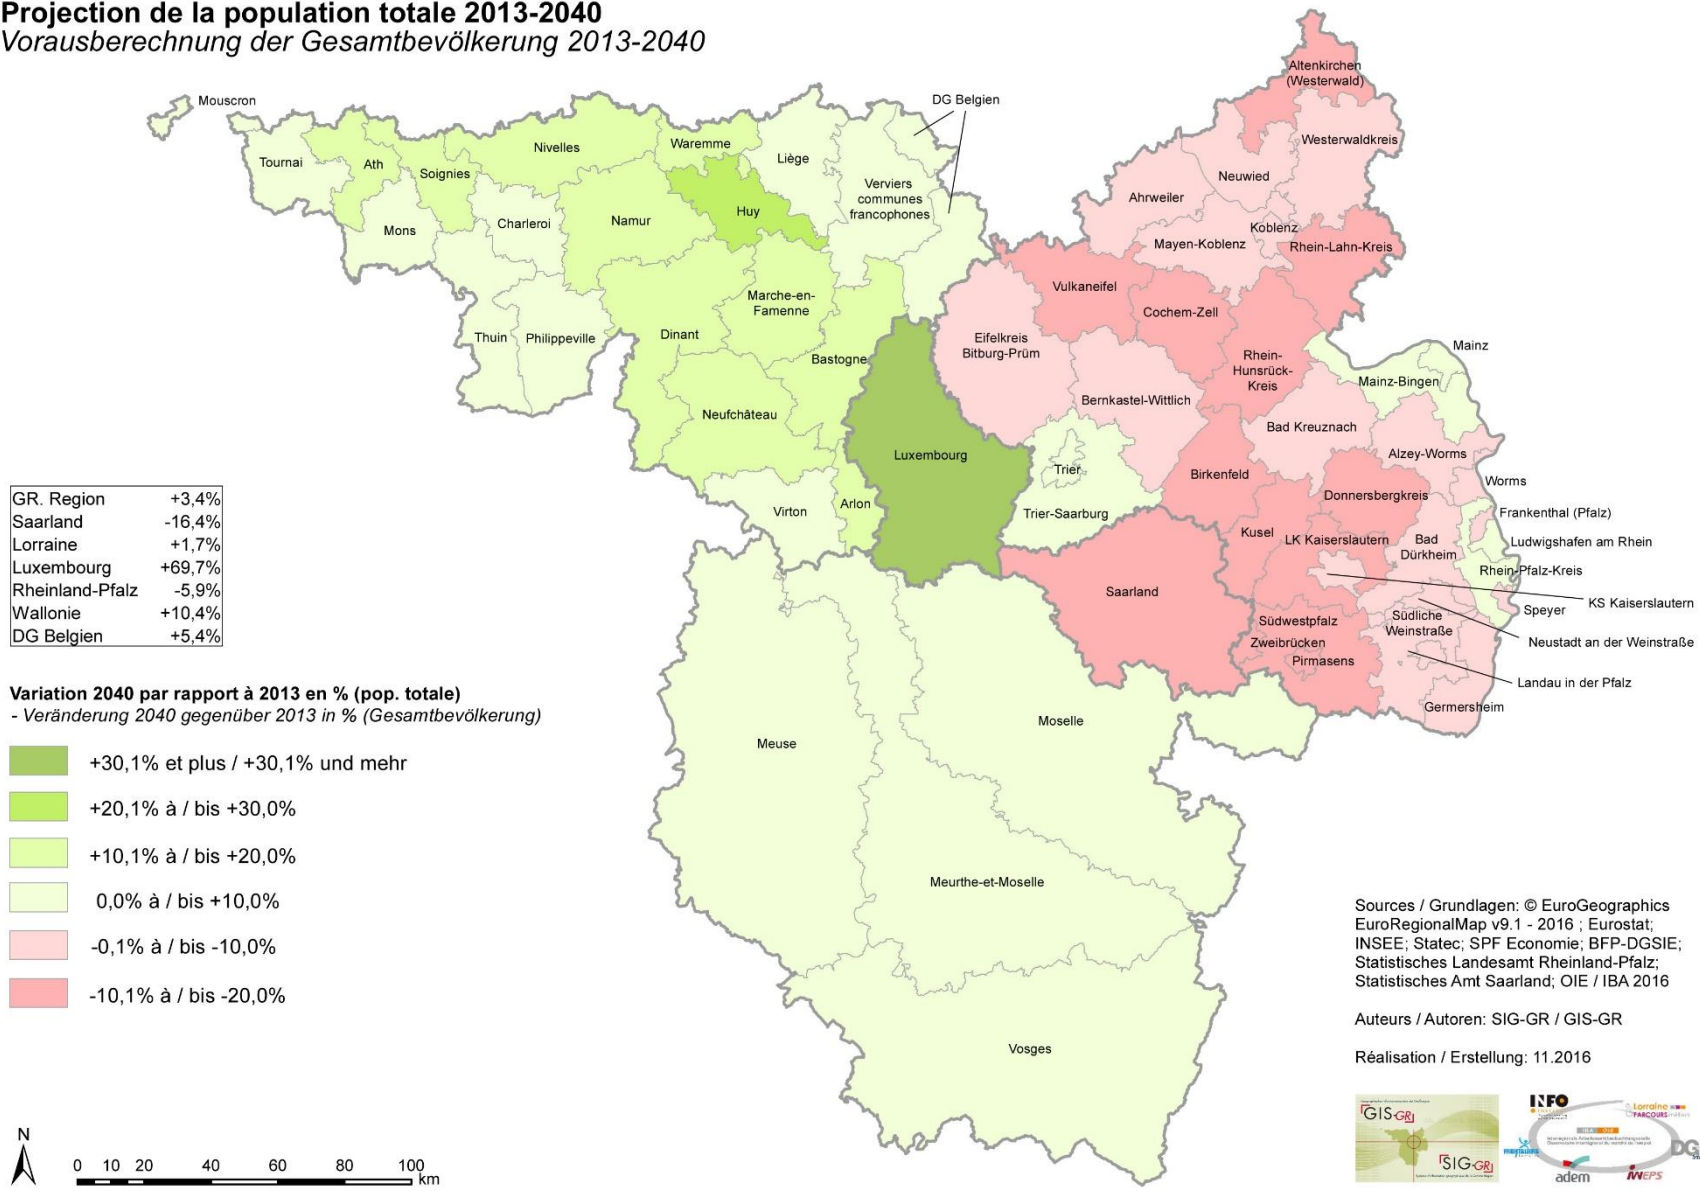 Projection de la population totale 2013-2040
Vorausberechnung der Gesamtbevölkerung 2013-2040
Mouscron
Tournai
Ath
Soignies
Nivelles
Waremme
Liège
DG Belgien
Verviers
communes
francophones
Mons
Charleroi
Namur
Huy
Thuin
Philippeville
Dinant
Marche-en-
Famenne
Bastogne
Neufchâteau
Virton
Arlon
Luxembourg
Altenkirchen
(Westerwald)
Westerwaldkreis
Neuwied
Ahrweiler
Mayen-Koblenz
Koblenz
Rhein-Lahn-Kreis
Vulkaneifel
Cochem-Zell
Eifelkreis
Bitburg-Prüm
Rhein-
Hunsrück-
Kreis
Bernkastel-Wittlich
Mainz
Mainz-Bingen
Bad Kreuznach
Alzey-Worms
Trier
Trier-Saarburg
Birkenfeld
Donnersbergkreis
Worms
Frankenthal (Pfalz)
Kusel
LK Kaiserslautern
Bad
Dürkheim
Ludwigshafen am Rhein
Rhein-Pfalz-Kreis
KS Kaiserslautern
Speyer
Saarland
Südwestpfalz
Zweibrücken
Pirmasens
Südliche
Weinstraße
Neustadt an der Weinstraße
Landau in der Pfalz
Germersheim
Meuse
Moselle
Meurthe-et-Moselle
Vosges
GR. Region +3,4%
Saarland -16,4%
Lorraine +1,7%
Luxembourg +69,7%
Rheinland-Pfalz -5,9%
Wallonie +10,4%
DG Belgien +5,4%
Variation 2040 par rapport à 2013 en % (pop. totale)
- Veränderung 2040 gegenüber 2013 in % (Gesamtbevölkerung)
+30,1% et plus / +30,1% und mehr
+20,1% à / bis +30,0%
+10,1% à / bis +20,0%
0,0% à / bis +10,0%
-0,1% à / bis -10,0%
-10,1% à / bis -20,0%
N
0 10 20 40 60 80 100
km
Sources / Grundlagen: © EuroGeographics
EuroRegionalMap v9.1 - 2016 ; Eurostat;
INSEE; Statec; SPF Economie; BFP-DGSIE;
Statistisches Landesamt Rheinland-Pfalz;
Statistisches Amt Saarland; OIE / IBA 2016
Auteurs / Autoren: SIG-GR / GIS-GR
Réalisation / Erstellung: 11.2016
GIS-GR
SIG-GR
INFO
Lorraine
PARCOURS
IBA OIE
DG
adem
IWEPS